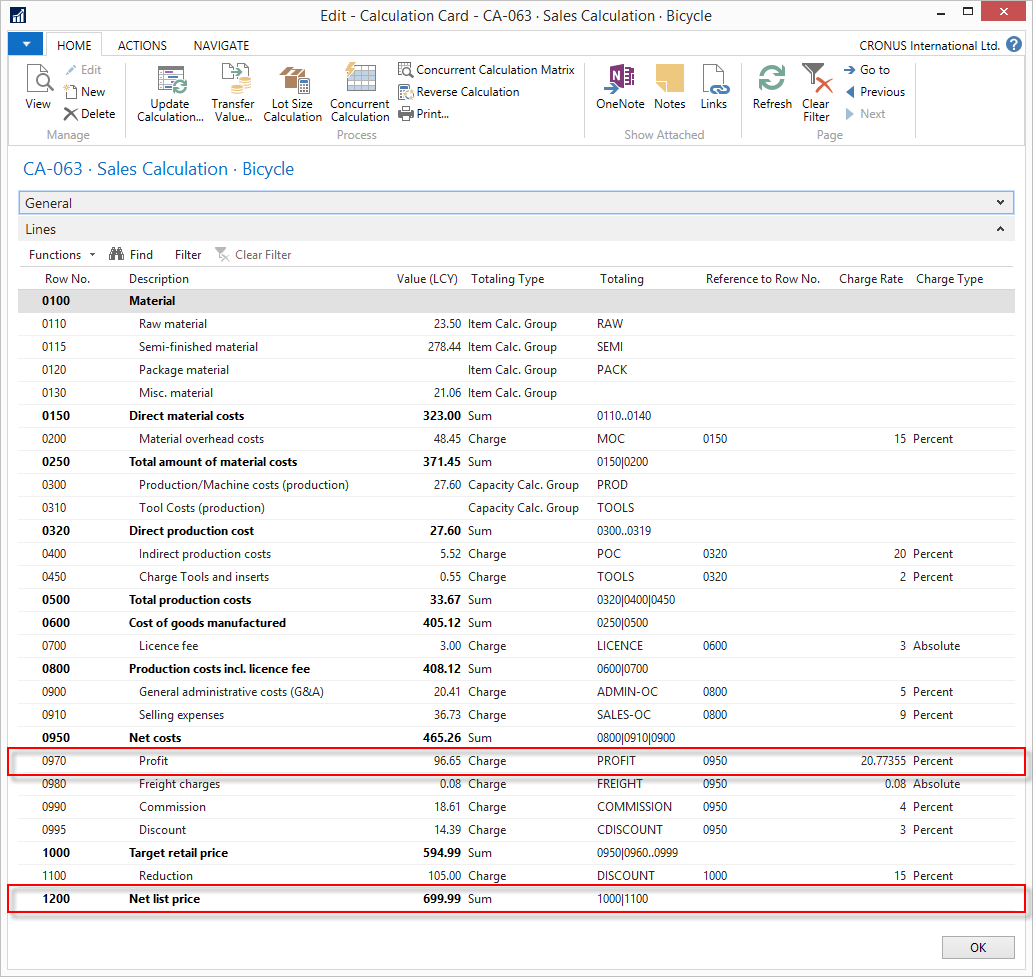 Edit - Calculation Card - CA-063 · Sales Calculation · Bicycle
HOME ACTIONS NAVIGATE CRONUS International Ltd. ?
View Edit New Delete
Update Calculation... Transfer Value... Lot Size Calculation Concurrent Calculation
Concurrent Calculation Matrix
Reverse Calculation
Print...
OneNote Notes Links
Refresh Clear Filter
Go to
Previous
Next
Manage Process Show Attached Page
CA-063 · Sales Calculation · Bicycle
General
Lines
Functions Find Filter Clear Filter
Row No. Description Value (LCY) Totaling Type Totaling Reference to Row No. Charge Rate Charge Type
0100 Material
0110 Raw material 23.50 Item Calc. Group RAW
0115 Semi-finished material 278.44 Item Calc. Group SEMI
0120 Package material Item Calc. Group PACK
0130 Misc. material 21.06 Item Calc. Group
0150 Direct material costs 323.00 Sum 0110..0140
0200 Material overhead costs 48.45 Charge MOC 0150 15 Percent
0250 Total amount of material costs 371.45 Sum 0150|0200
0300 Production/Machine costs (production) 27.60 Capacity Calc. Group PROD
0310 Tool Costs (production) Capacity Calc. Group TOOLS
0320 Direct production cost 27.60 Sum 0300..0319
0400 Indirect production costs 5.52 Charge POC 0320 20 Percent
0450 Charge Tools and inserts 0.55 Charge TOOLS 0320 2 Percent
0500 Total production costs 33.67 Sum 0320|0400|0450
0600 Cost of goods manufactured 405.12 Sum 0250|0500
0700 Licence fee 3.00 Charge LICENCE 0600 3 Absolute
0800 Production costs incl. licence fee 408.12 Sum 0600|0700
0900 General administrative costs (G&A) 20.41 Charge ADMIN-OC 0800 5 Percent
0910 Selling expenses 36.73 Charge SALES-OC 0800 9 Percent
0950 Net costs 465.26 Sum 0800|0910|0900
0970 Profit 96.65 Charge PROFIT 0950 20.77355 Percent
0980 Freight charges 0.08 Charge FREIGHT 0950 0.08 Absolute
0990 Commission 18.61 Charge COMMISSION 0950 4 Percent
0995 Discount 14.39 Charge CDISCOUNT 0950 3 Percent
1000 Target retail price 594.99 Sum 0950|0960..0999
1100 Reduction 105.00 Charge DISCOUNT 1000 15 Percent
1200 Net list price 699.99 Sum 1000|1100
OK